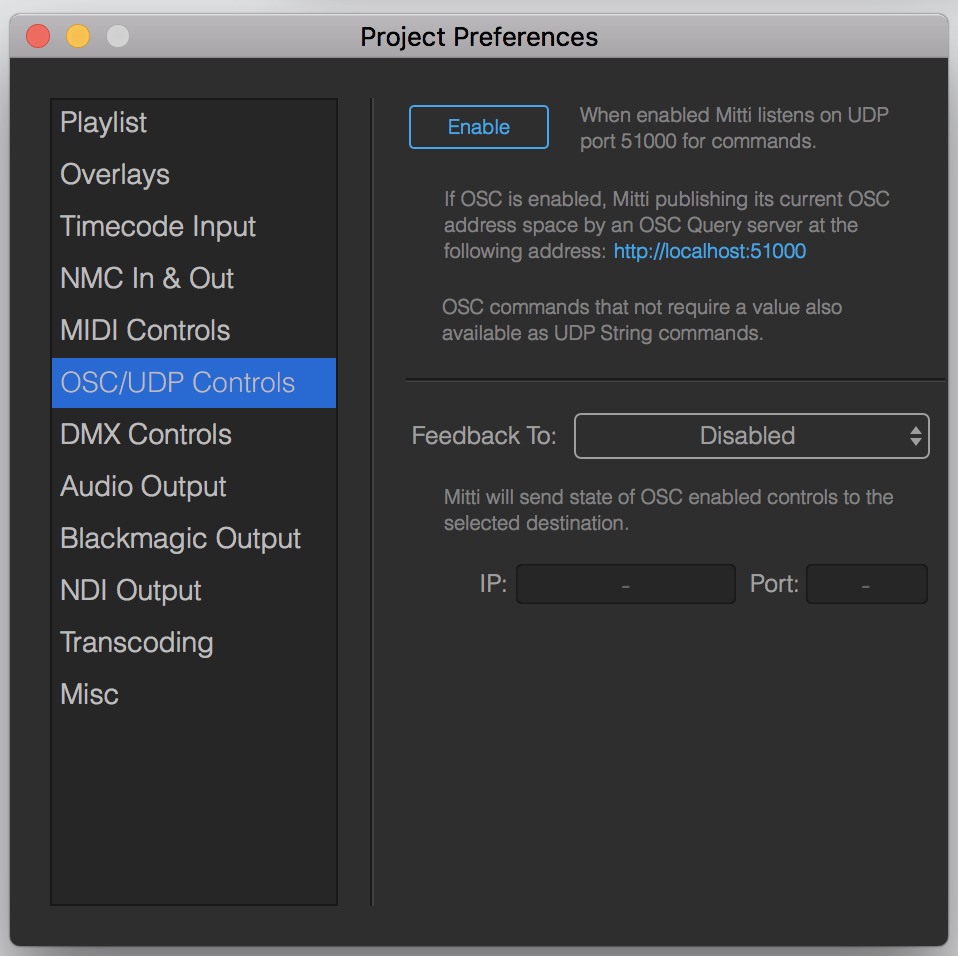 Project Preferences
Playlist
Overlays
Timecode Input
NMC In & Out
MIDI Controls
OSC/UDP Controls
DMX Controls
Audio Output
Blackmagic Output
NDI Output
Transcoding
Misc
Enable
When enabled Mitti listens on UDP
port 51000 for commands.
If OSC is enabled, Mitti publishing its current OSC
address space by an OSC Query server at the
following address: http://localhost:51000
OSC commands that not require a value also
available as UDP String commands.
Feedback To: Disabled
Mitti will send state of OSC enabled controls to the
selected destination.
IP: - Port: -